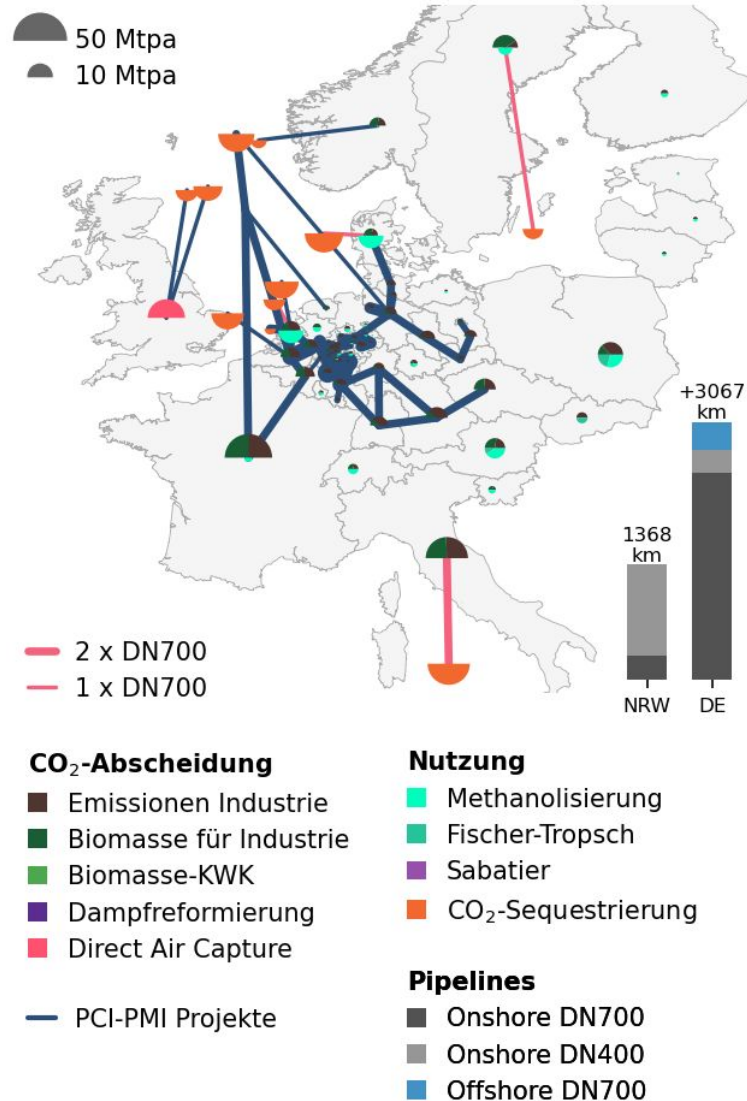 50 Mtpa
10 Mtpa
+3067
km
1368
km
NRW
DE
2 x DN700
1 x DN700
CO₂-Abscheidung
Emissionen Industrie
Biomasse für Industrie
Biomasse-KWK
Dampfreformierung
Direct Air Capture
PCI-PMI Projekte
Nutzung
Methanolisierung
Fischer-Tropsch
Sabatier
CO₂-Sequestrierung
Pipelines
Onshore DN700
Onshore DN400
Offshore DN700